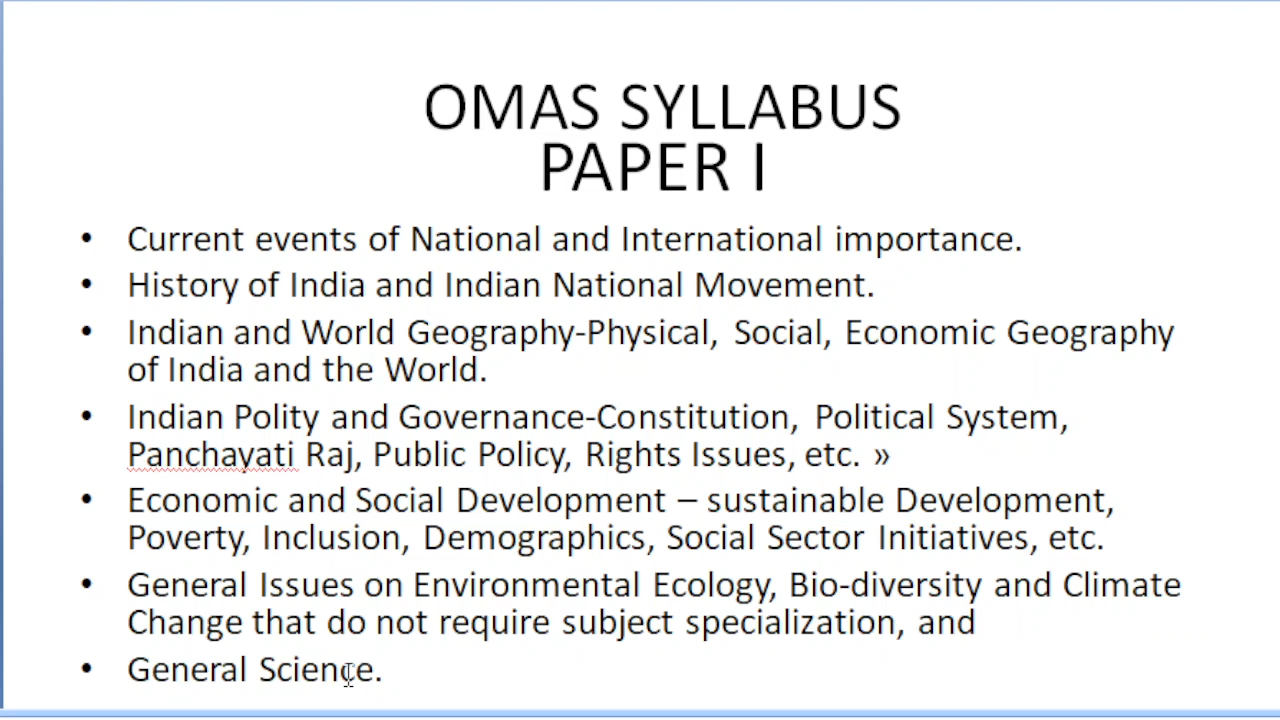 OMAS SYLLABUS
PAPER I
• Current events of National and International importance.
• History of India and Indian National Movement.
• Indian and World Geography-Physical, Social, Economic Geography
of India and the World.
• Indian Polity and Governance-Constitution, Political System,
Panchayati Raj, Public Policy, Rights Issues, etc. »
• Economic and Social Development – sustainable Development,
Poverty, Inclusion, Demographics, Social Sector Initiatives, etc.
• General Issues on Environmental Ecology, Bio-diversity and Climate
Change that do not require subject specialization, and
• General Science.